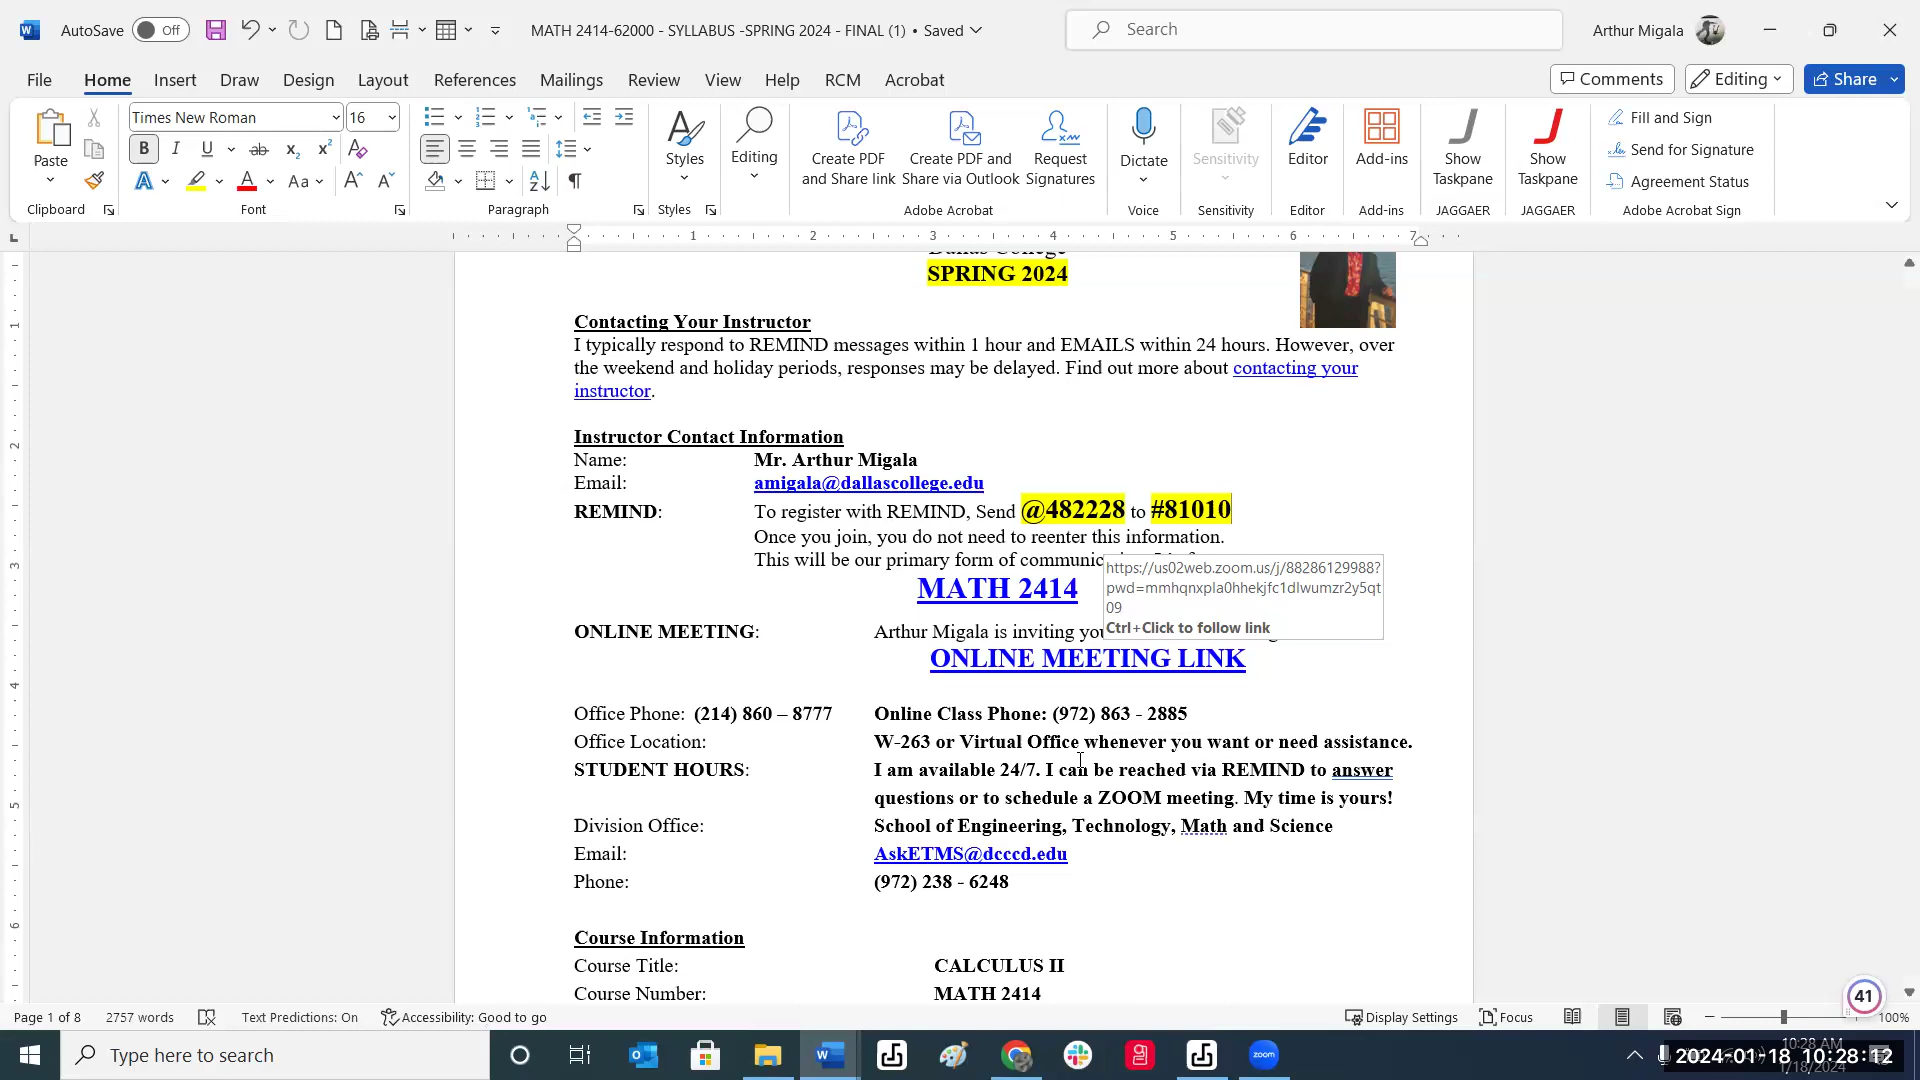 AutoSave Off MATH 2414-62000 - SYLLABUS -SPRING 2024 - FINAL (1) • Saved Search Arthur Migala
File Home Insert Draw Design Layout References Mailings Review View Help RCM Acrobat Comments Editing Share
Times New Roman 16
Paste Styles Editing Create PDF and Share link Create PDF and Share via Outlook Request Signatures Dictate Sensitivity Editor Add-ins Show Taskpane Show Taskpane
Fill and Sign
Send for Signature
Agreement Status
Clipboard Font Paragraph Styles Adobe Acrobat Voice Sensitivity Editor Add-ins JAGGAER JAGGAER Adobe Acrobat Sign
1 2 3 4 5 6 7
Dallas College
SPRING 2024
Contacting Your Instructor
I typically respond to REMIND messages within 1 hour and EMAILS within 24 hours. However, over
the weekend and holiday periods, responses may be delayed. Find out more about contacting your
instructor.
Instructor Contact Information
Name: Mr. Arthur Migala
Email: amigala@dallascollege.edu
REMIND: To register with REMIND, Send @482228 to #81010
Once you join, you do not need to reenter this information.
This will be our primary form of
https://us02web.zoom.us/j/88286129988?
pwd=mmhqnxpla0hhekjfc1dlwumzr2y5qt
09
Ctrl+Click to follow link
MATH 2414
ONLINE MEETING: Arthur Migala is inviting
ONLINE MEETING LINK
Office Phone: (214) 860 – 8777 Online Class Phone: (972) 863 - 2885
Office Location: W-263 or Virtual Office whenever you want or need assistance.
STUDENT HOURS: I am available 24/7. I can be reached via REMIND to answer
questions or to schedule a ZOOM meeting. My time is yours!
Division Office: School of Engineering, Technology, Math and Science
Email: AskETMS@dcccd.edu
Phone: (972) 238 - 6248
Course Information
Course Title: CALCULUS II
Course Number: MATH 2414
41
Page 1 of 8 2757 words Text Predictions: On Accessibility: Good to go Display Settings Focus 100%
Type here to search zoom
2024-01-18 10:28:12